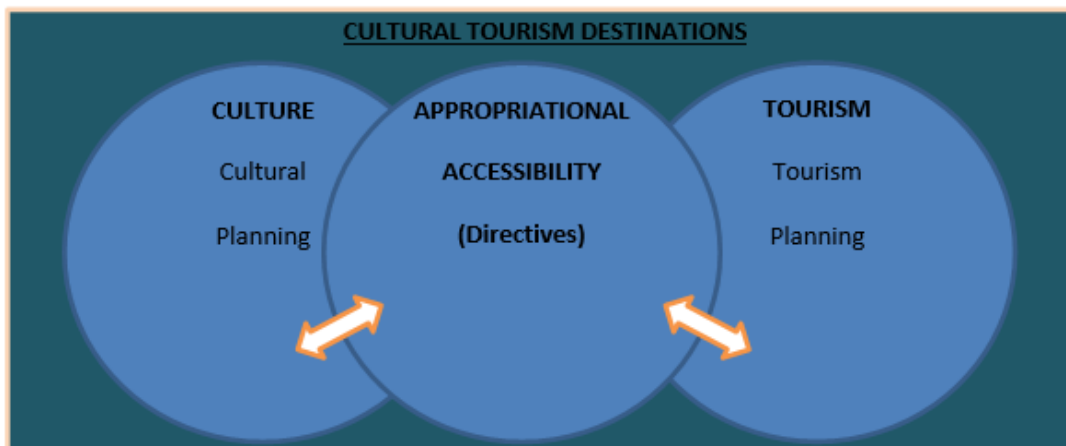 CULTURAL TOURISM DESTINATIONS
CULTURE
Cultural
Planning
APPROPRIATIONAL
ACCESSIBILITY
(Directives)
TOURISM
Tourism
Planning